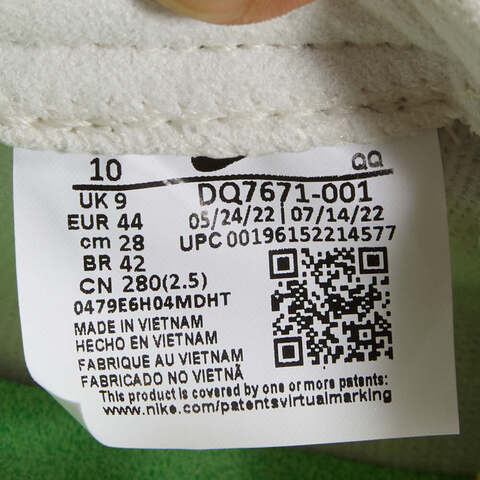 10 QQ
UK 9 DQ7671-001
EUR 44 05/24/22 | 07/14/22
cm 28 UPC 00196152214577
BR 42
CN 280(2.5)
0479E6H04MDHT
MADE IN VIETNAM
HECHO EN VIETNAM
FABRIQUE AU VIETNAM
FABRICADO NO VIETNÃ
This product is covered by one or more patents:
www.nike.com/patentsvirtualmarking